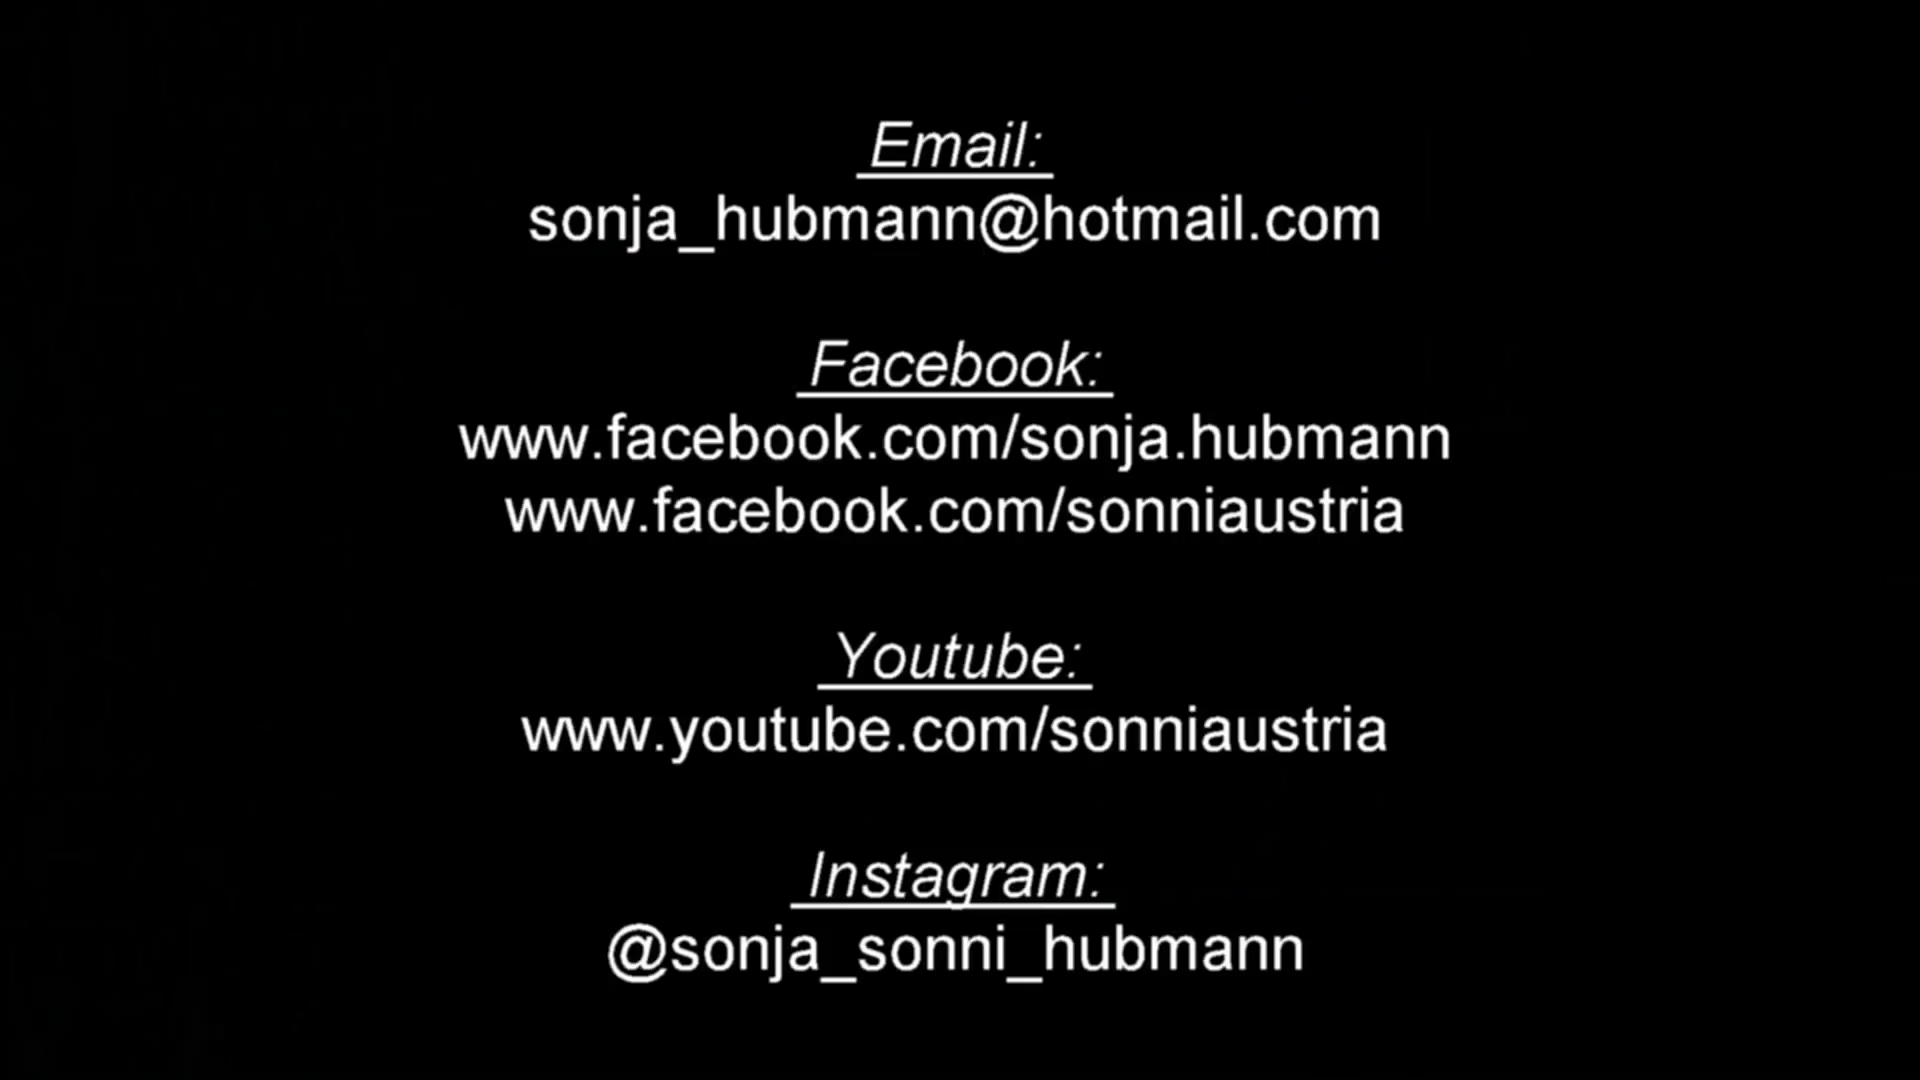 Email:
sonja_hubmann@hotmail.com
Facebook:
www.facebook.com/sonja.hubmann
www.facebook.com/sonniaustria
Youtube:
www.youtube.com/sonniaustria
Instagram:
@sonja_sonni_hubmann